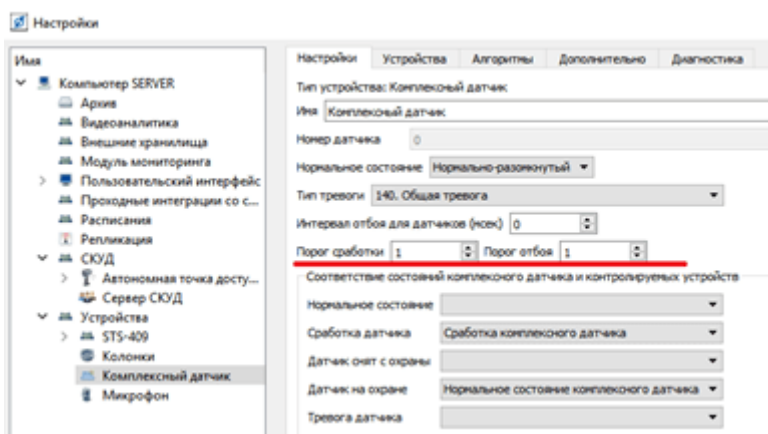 Настройки
Имя
Компьютер SERVER
Архив
Видеоаналитика
Внешние хранилища
Модуль мониторинга
Пользовательский интерфейс
Проходные интеграции со с...
Расписания
Репликация
СКУД
Автономная точка досту...
Сервер СКУД
Устройства
STS-409
Колонки
Комплексный датчик
Микрофон
Настройки Устройства Алгоритмы Дополнительно Диагностика
Тип устройства: Комплексный датчик
Имя Комплексный датчик
Номер датчика 0
Нормальное состояние Нормально-разомкнутый
Тип тревоги 140. Общая тревога
Интервал отбоя для датчиков (мсек) 0
Порог сработки 1 Порог отбоя 1
Соответствие состояний комплексного датчика и контролируемых устройств
Нормальное состояние
Сработка датчика Сработка комплексного датчика
Датчик снят с охраны
Датчик на охране Нормальное состояние комплексного датчика
Тревога датчика